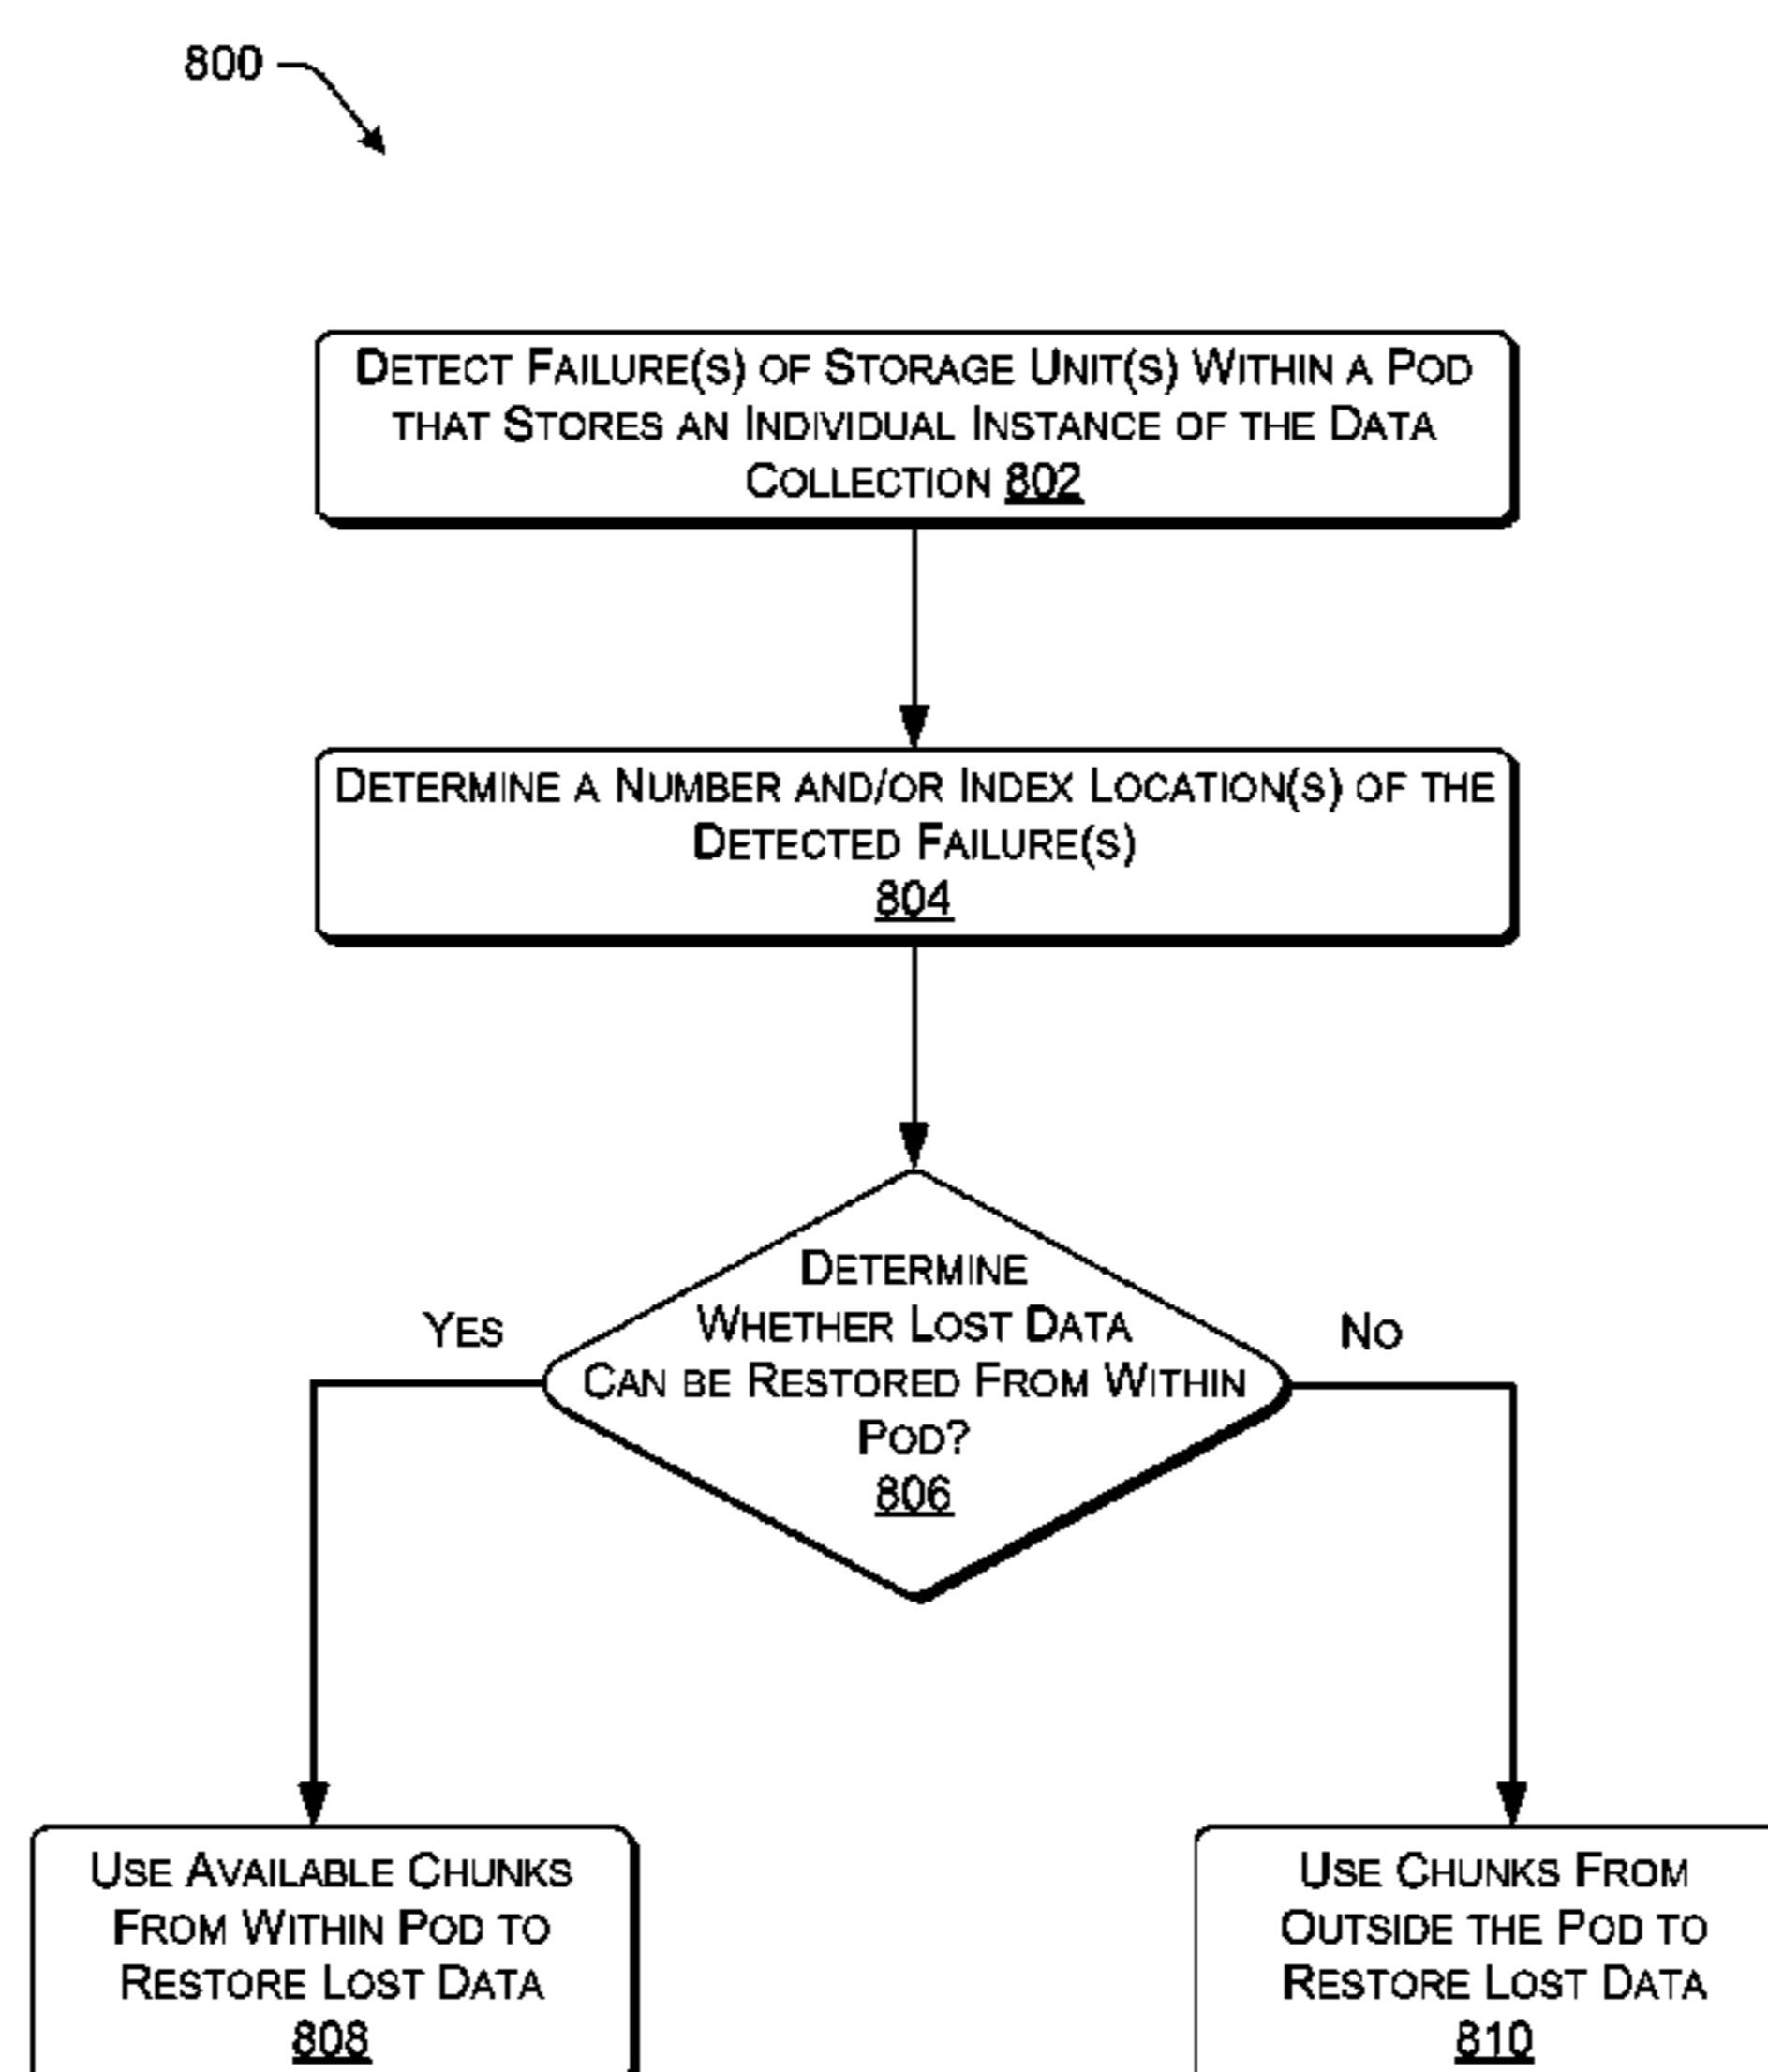 800
DETECT FAILURE(S) OF STORAGE UNIT(S) WITHIN A POD
THAT STORES AN INDIVIDUAL INSTANCE OF THE DATA
COLLECTION 802
DETERMINE A NUMBER AND/OR INDEX LOCATION(S) OF THE
DETECTED FAILURE(S)
804
DETERMINE
WHETHER LOST DATA
CAN BE RESTORED FROM WITHIN
POD?
806
YES
NO
USE AVAILABLE CHUNKS
FROM WITHIN POD TO
RESTORE LOST DATA
808
USE CHUNKS FROM
OUTSIDE THE POD TO
RESTORE LOST DATA
810